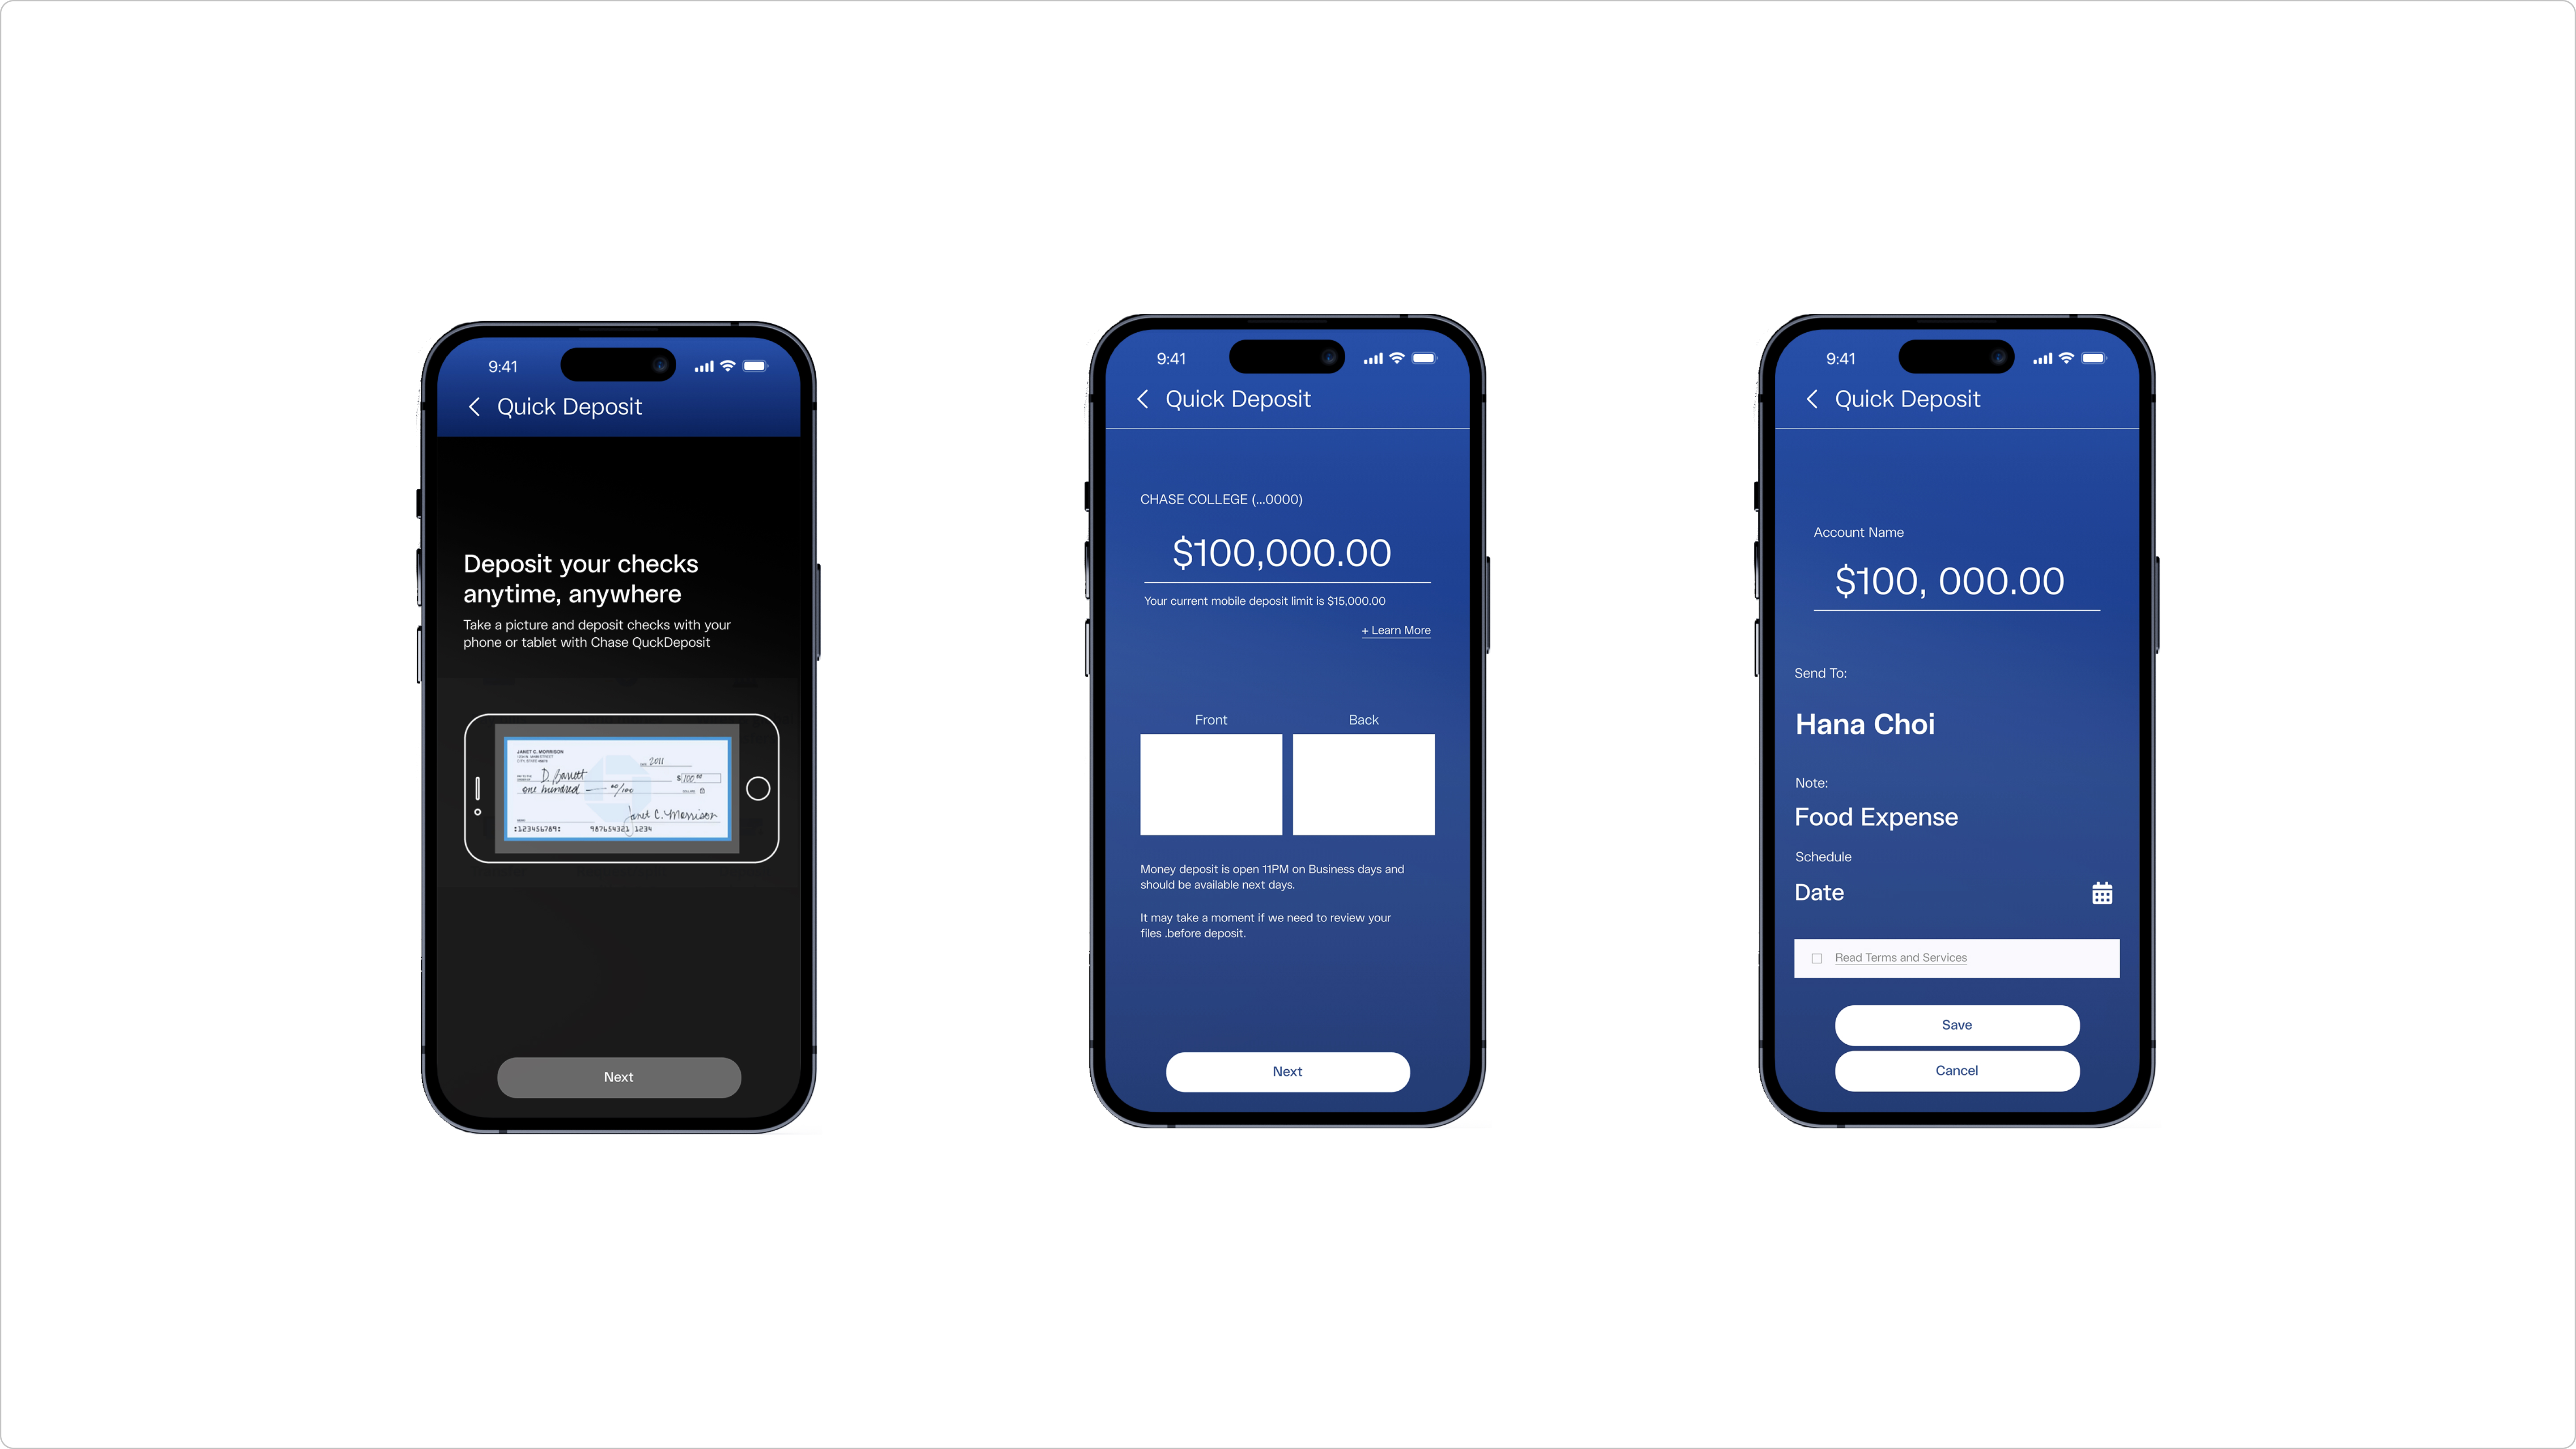 9:41
Quick Deposit
Deposit your checks
anytime, anywhere
Take a picture and deposit checks with your
phone or tablet with Chase QuckDeposit
JANET C. MORRISON
2011
D. Barrett
$ 100.00
one hundred — 00/100
Janet C. Morrison
:123456789: 987654321 1234
Next
9:41
Quick Deposit
CHASE COLLEGE (...0000)
$100,000.00
Your current mobile deposit limit is $15,000.00
+ Learn More
Front Back
Money deposit is open 11PM on Business days and
should be available next days.
It may take a moment if we need to review your
files .before deposit.
Next
9:41
Quick Deposit
Account Name
$100, 000.00
Send To:
Hana Choi
Note:
Food Expense
Schedule
Date
Read Terms and Services
Save
Cancel